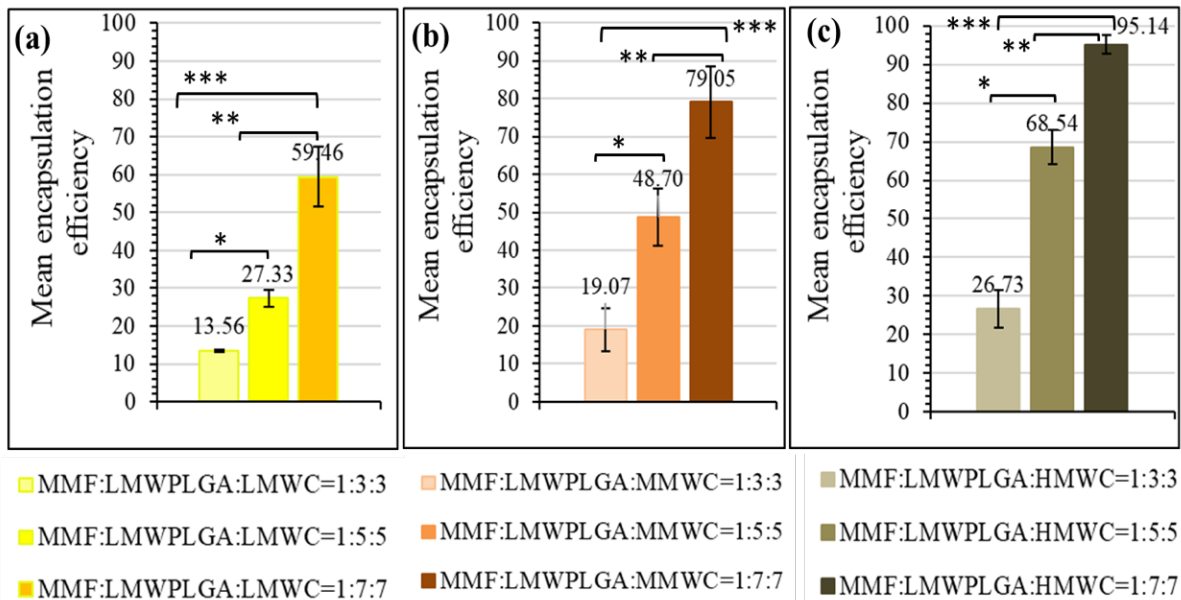 (a)
Mean encapsulation
efficiency
100
90
80
70
60
50
40
30
20
10
0
***
**
*
13.56
27.33
59.46
MMF:LMWPLGA:LMWC=1:3:3
MMF:LMWPLGA:LMWC=1:5:5
MMF:LMWPLGA:LMWC=1:7:7
(b)
Mean encapsulation
efficiency
100
90
80
70
60
50
40
30
20
10
0
***
**
*
19.07
48.70
79.05
MMF:LMWPLGA:MMWC=1:3:3
MMF:LMWPLGA:MMWC=1:5:5
MMF:LMWPLGA:MMWC=1:7:7
(c)
Mean encapsulation
efficiency
100
90
80
70
60
50
40
30
20
10
0
***
**
*
26.73
68.54
95.14
MMF:LMWPLGA:HMWC=1:3:3
MMF:LMWPLGA:HMWC=1:5:5
MMF:LMWPLGA:HMWC=1:7:7